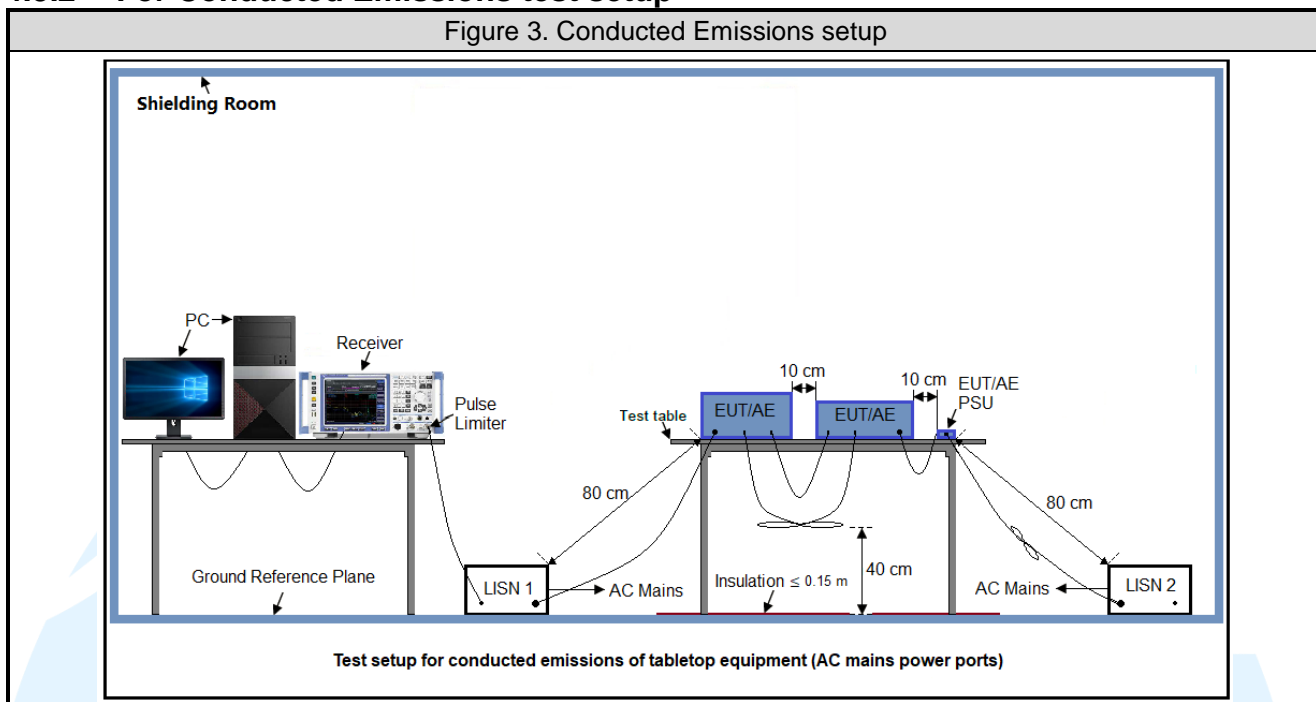 Figure 3. Conducted Emissions setup
Shielding Room
PC
Receiver
Pulse
Limiter
10 cm
10 cm
EUT/AE
PSU
EUT/AE
EUT/AE
Test table
80 cm
80 cm
40 cm
Ground Reference Plane
LISN 1
AC Mains
Insulation ≤ 0.15 m
AC Mains
LISN 2
Test setup for conducted emissions of tabletop equipment (AC mains power ports)